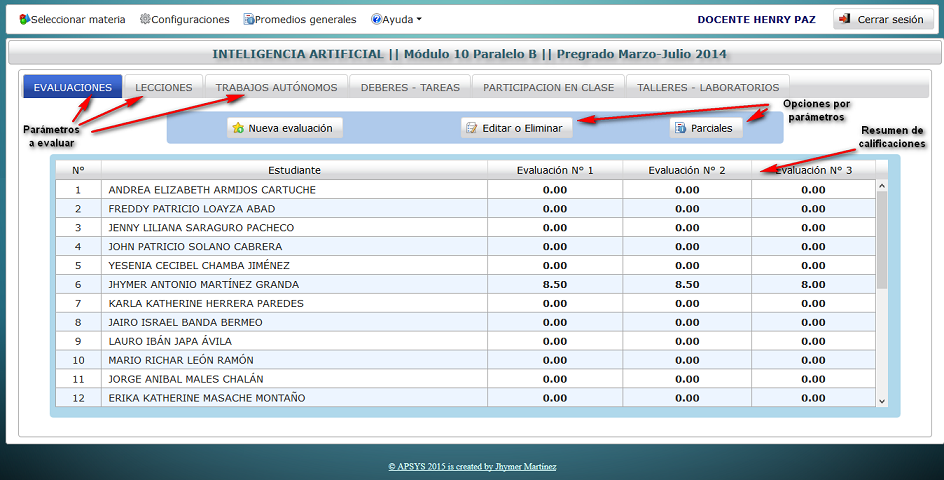 Seleccionar materia Configuraciones Promedios generales Ayuda DOCENTE HENRY PAZ Cerrar sesión
INTELIGENCIA ARTIFICIAL || Módulo 10 Paralelo B || Pregrado Marzo-Julio 2014
EVALUACIONES LECCIONES TRABAJOS AUTÓNOMOS DEBERES - TAREAS PARTICIPACION EN CLASE TALLERES - LABORATORIOS
Parámetros
a evaluar
Nueva evaluación Editar o Eliminar Parciales
Opciones por
parámetros
Resumen de
calificaciones
Nº Estudiante Evaluación Nº 1 Evaluación Nº 2 Evaluación Nº 3
1 ANDREA ELIZABETH ARMIJOS CARTUCHE 0.00 0.00 0.00
2 FREDDY PATRICIO LOAYZA ABAD 0.00 0.00 0.00
3 JENNY LILIANA SARAGURO PACHECO 0.00 0.00 0.00
4 JOHN PATRICIO SOLANO CABRERA 0.00 0.00 0.00
5 YESENIA CECIBEL CHAMBA JIMÉNEZ 0.00 0.00 0.00
6 JHYMER ANTONIO MARTÍNEZ GRANDA 8.50 8.50 8.00
7 KARLA KATHERINE HERRERA PAREDES 0.00 0.00 0.00
8 JAIRO ISRAEL BANDA BERMEO 0.00 0.00 0.00
9 LAURO IBÁN JAPA ÁVILA 0.00 0.00 0.00
10 MARIO RICHAR LEÓN RAMÓN 0.00 0.00 0.00
11 JORGE ANIBAL MALES CHALÁN 0.00 0.00 0.00
12 ERIKA KATHERINE MASACHE MONTAÑO 0.00 0.00 0.00
© APSYS 2015 is created by Jhymer Martínez